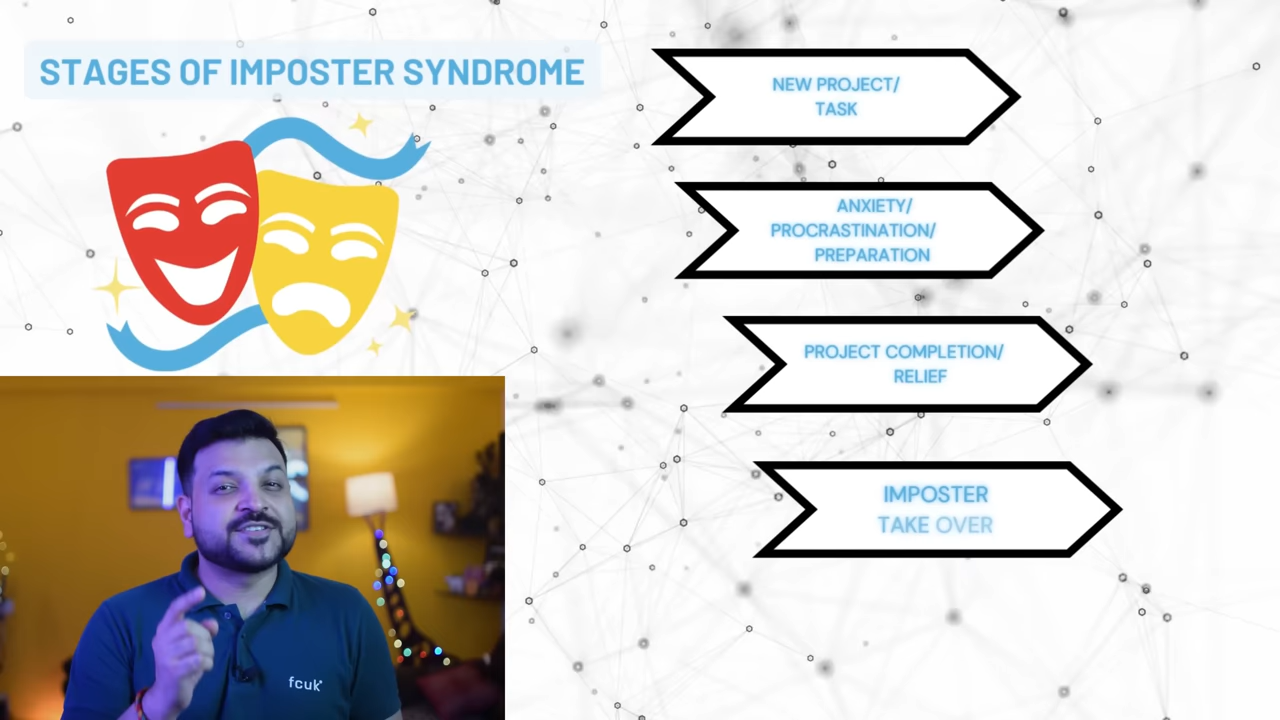 STAGES OF IMPOSTER SYNDROME
NEW PROJECT/
TASK
ANXIETY/
PROCRASTINATION/
PREPARATION
PROJECT COMPLETION/
RELIEF
IMPOSTER
TAKE OVER
fcuk